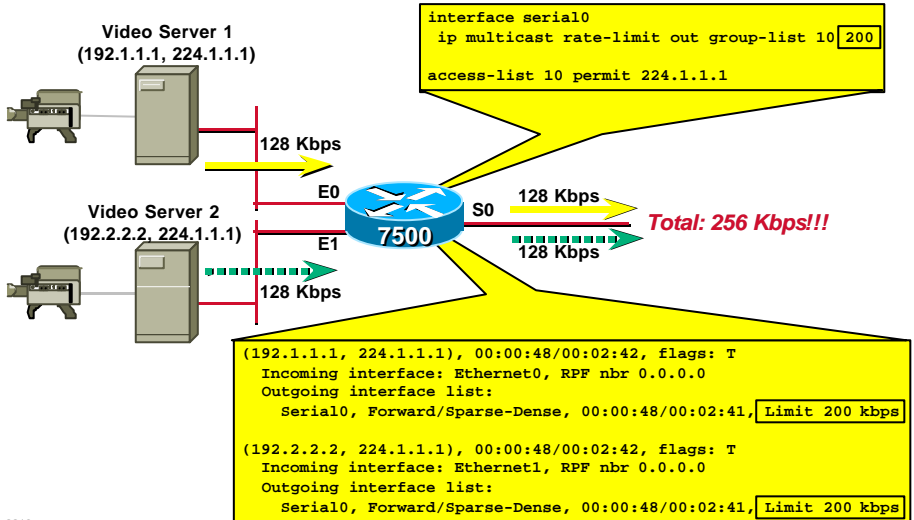 interface serial0
ip multicast rate-limit out group-list 10 200
access-list 10 permit 224.1.1.1
Video Server 1
(192.1.1.1, 224.1.1.1)
128 Kbps
E0
Video Server 2
(192.2.2.2, 224.1.1.1)
E1
128 Kbps
7500
S0
128 Kbps
128 Kbps
Total: 256 Kbps!!!
(192.1.1.1, 224.1.1.1), 00:00:48/00:02:42, flags: T
Incoming interface: Ethernet0, RPF nbr 0.0.0.0
Outgoing interface list:
Serial0, Forward/Sparse-Dense, 00:00:48/00:02:41, Limit 200 kbps
(192.2.2.2, 224.1.1.1), 00:00:48/00:02:42, flags: T
Incoming interface: Ethernet1, RPF nbr 0.0.0.0
Outgoing interface list:
Serial0, Forward/Sparse-Dense, 00:00:48/00:02:41, Limit 200 kbps